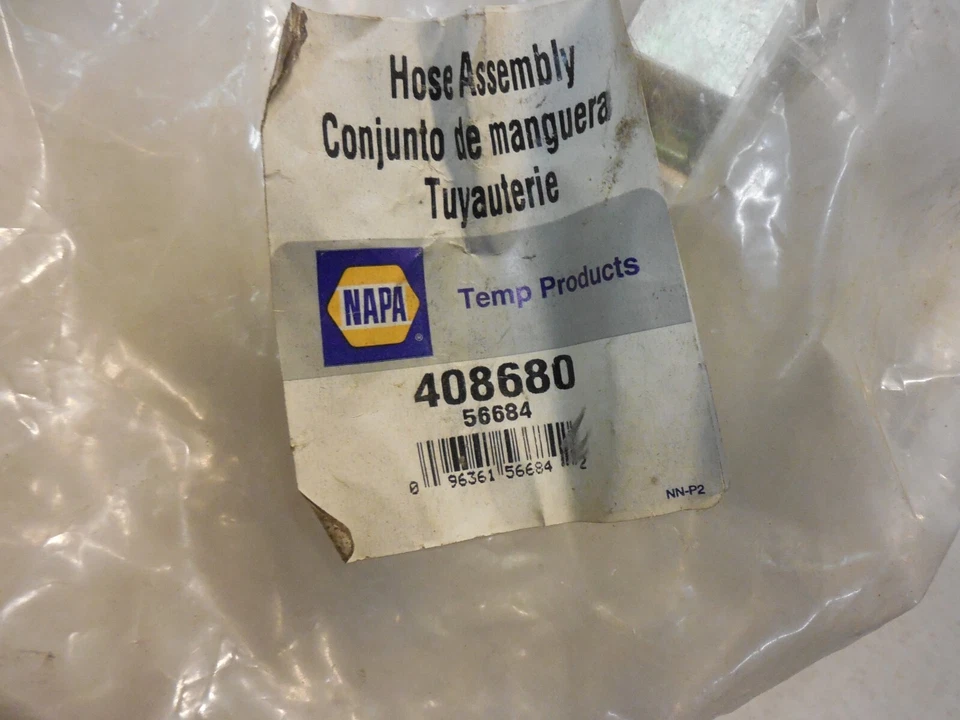 Hose Assembly
Conjunto de manguera
Tuyauterie
NAPA®
Temp Products
408680
56684
0 96361 56684 2
NN-P2